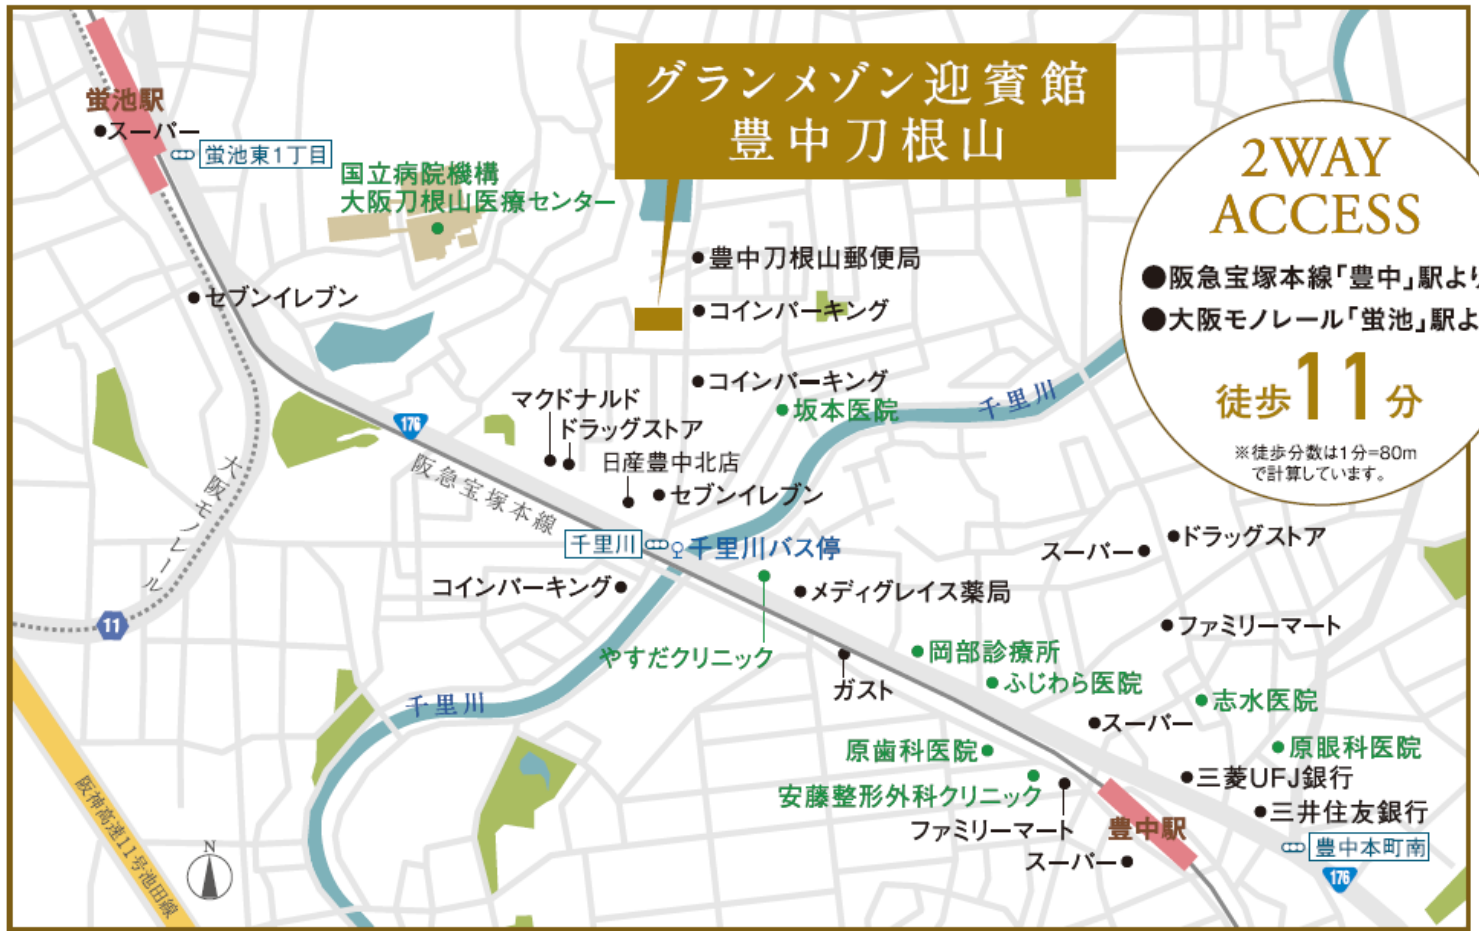 グランメゾン迎賓館
豊中刀根山
2WAY
ACCESS
●阪急宝塚本線「豊中」駅より
●大阪モノレール「蛍池」駅よ
徒歩11分
※徒歩分数は1分=80m
で計算しています。
蛍池駅
スーパー
蛍池東1丁目
国立病院機構
大阪刀根山医療センター
豊中刀根山郵便局
セブンイレブン
コインパーキング
コインパーキング
坂本医院
千里川
マクドナルド
ドラッグストア
176
日産豊中北店
阪急宝塚本線
大阪モノレール
セブンイレブン
千里川
千里川バス停
スーパー
ドラッグストア
コインパーキング
メディグレイス薬局
11
ファミリーマート
やすだクリニック
岡部診療所
ガスト
ふじわら医院
千里川
志水医院
スーパー
原歯科医院
原眼科医院
三菱UFJ銀行
安藤整形外科クリニック
三井住友銀行
ファミリーマート
豊中駅
スーパー
豊中本町南
176
阪神高速11号池田線
N